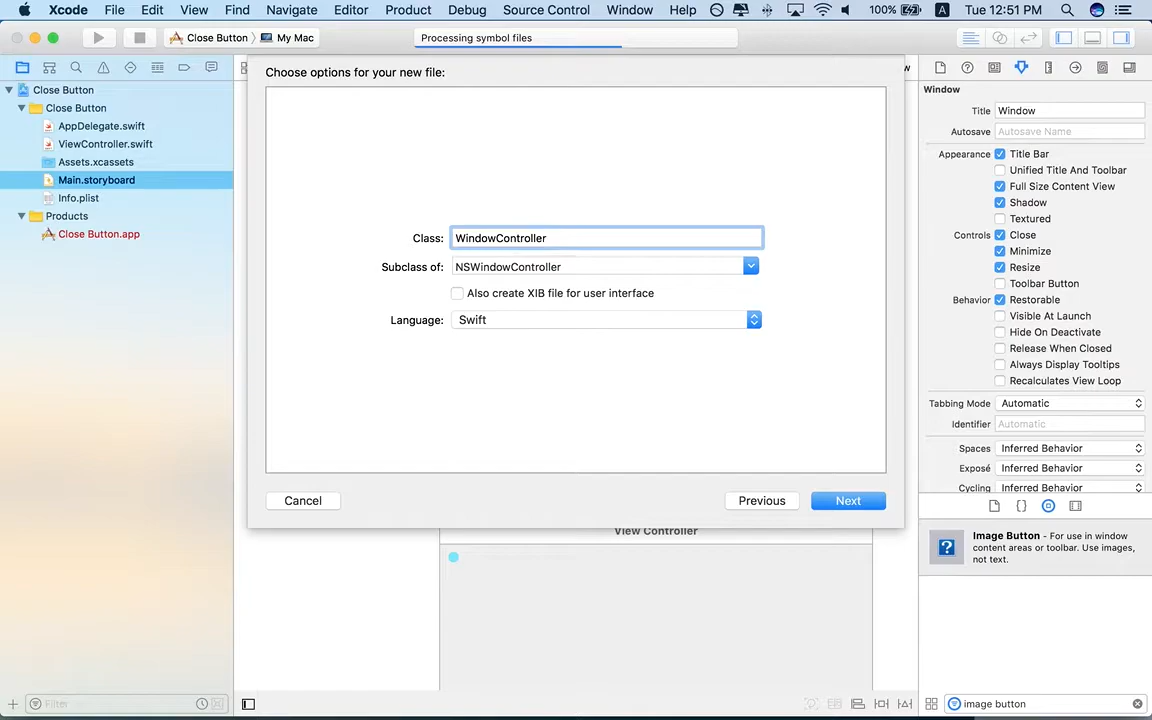 Xcode File Edit View Find Navigate Editor Product Debug Source Control Window Help 100% A Tue 12:51 PM
Close Button My Mac
Processing symbol files
Close Button
Close Button
AppDelegate.swift
ViewController.swift
Assets.xcassets
Main.storyboard
Info.plist
Products
Close Button.app
Filter
Choose options for your new file:
Class: WindowController
Subclass of: NSWindowController
Also create XIB file for user interface
Language: Swift
Cancel Previous Next
View Controller
Window
Title Window
Autosave Autosave Name
Appearance Title Bar
Unified Title And Toolbar
Full Size Content View
Shadow
Textured
Controls Close
Minimize
Resize
Toolbar Button
Behavior Restorable
Visible At Launch
Hide On Deactivate
Release When Closed
Always Display Tooltips
Recalculates View Loop
Tabbing Mode Automatic
Identifier Automatic
Spaces Inferred Behavior
Exposé Inferred Behavior
Cycling Inferred Behavior
Image Button - For use in window
content areas or toolbar. Use images,
not text.
image button